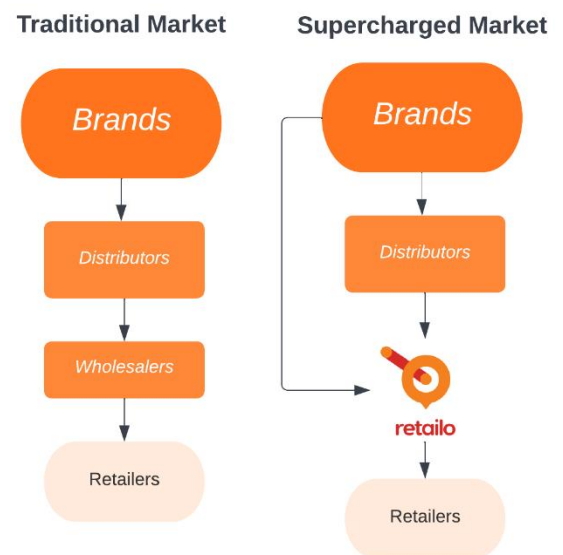 Traditional Market
Supercharged Market
Brands
Brands
Distributors
Distributors
Wholesalers
retailo
Retailers
Retailers